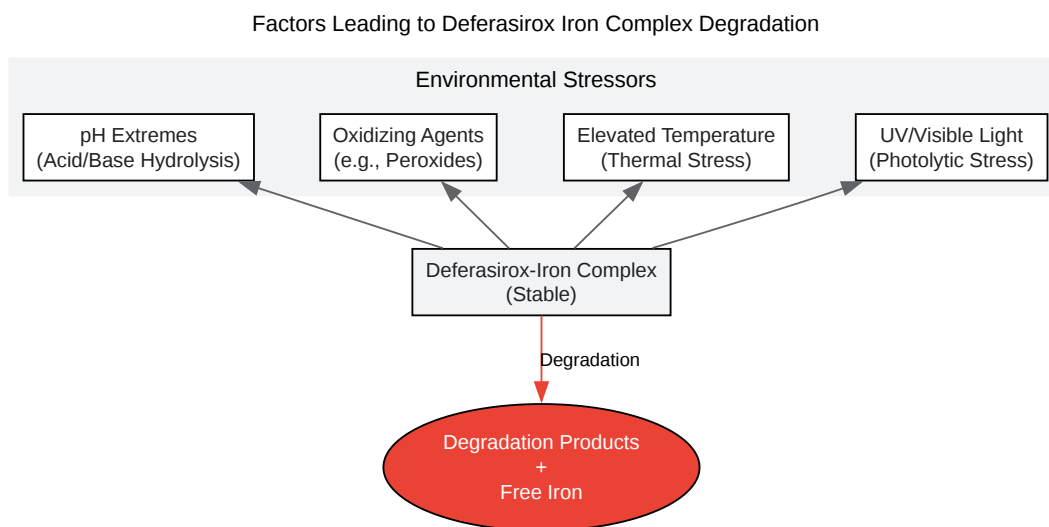 Factors Leading to Deferasirox Iron Complex Degradation
Environmental Stressors
pH Extremes
(Acid/Base Hydrolysis)
Oxidizing Agents
(e.g., Peroxides)
Elevated Temperature
(Thermal Stress)
UV/Visible Light
(Photolytic Stress)
Deferasirox-Iron Complex
(Stable)
Degradation
Degradation Products
+
Free Iron